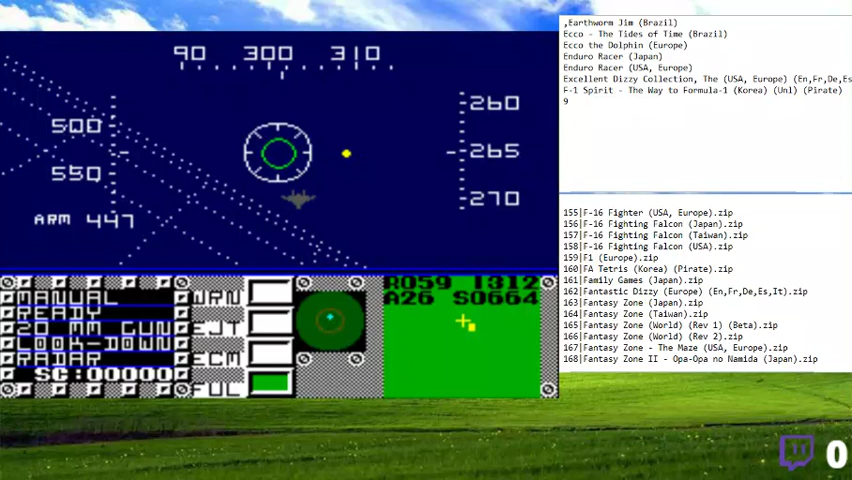 90 300 310
500
550
ARM 447
260
265
270
MANUAL
READY
20 MM GUN
LOOK-DOWN
RADAR
SC:00000
WRN
EJT
ECM
FUL
R059 1312
A26 S0664
,Earthworm Jim (Brazil)
Ecco - The Tides of Time (Brazil)
Ecco the Dolphin (Europe)
Enduro Racer (Japan)
Enduro Racer (USA, Europe)
Excellent Dizzy Collection, The (USA, Europe) (En,Fr,De,Es
F-1 Spirit - The Way to Formula-1 (Korea) (Unl) (Pirate)
9
155|F-16 Fighter (USA, Europe).zip
156|F-16 Fighting Falcon (Japan).zip
157|F-16 Fighting Falcon (Taiwan).zip
158|F-16 Fighting Falcon (USA).zip
159|F1 (Europe).zip
160|FA Tetris (Korea) (Pirate).zip
161|Family Games (Japan).zip
162|Fantastic Dizzy (Europe) (En,Fr,De,Es,It).zip
163|Fantasy Zone (Japan).zip
164|Fantasy Zone (Taiwan).zip
165|Fantasy Zone (World) (Rev 1) (Beta).zip
166|Fantasy Zone (World) (Rev 2).zip
167|Fantasy Zone - The Maze (USA, Europe).zip
168|Fantasy Zone II - Opa-Opa no Namida (Japan).zip
0